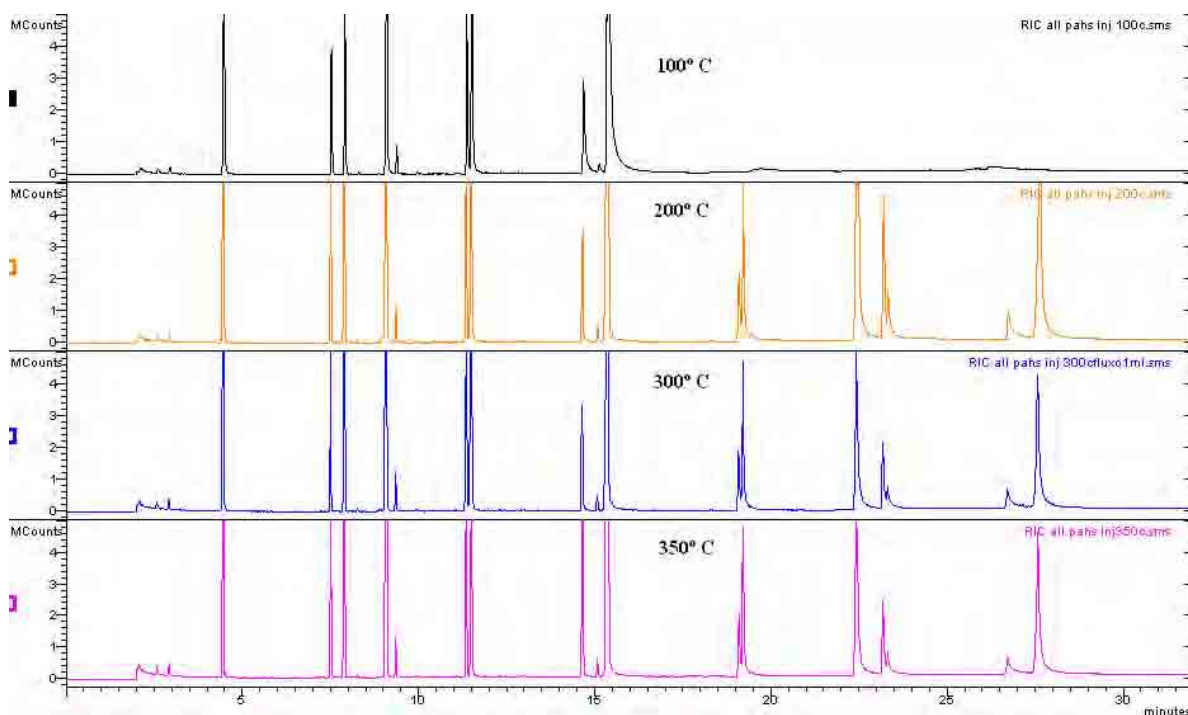 MCounts
RIC all pahs inj 100c.sms
4
3
2
1
0
100° C
MCounts
RIC all pahs inj 200c.sms
4
3
2
1
0
200° C
MCounts
RIC all pahs inj 300cfluxo1ml.sms
4
3
2
1
0
300° C
MCounts
RIC all pahs inj350c.sms
4
3
2
1
0
350° C
5 10 15 20 25 30
minutes